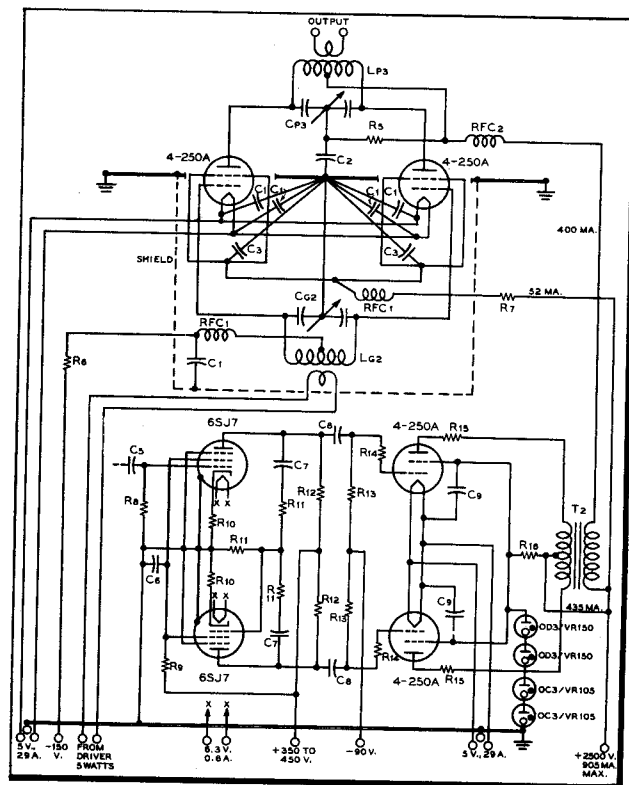 OUTPUT
LP3
CP3
R5
RFC2
4-250A
C2
4-250A
C1
C1
C1
C1
400 MA.
C3
C3
SHIELD
CG2
RFC1
52 MA.
R7
RFC1
R6
C1
LG2
6SJ7
C8
4-250A
R15
C5
R14
C7
C9
R8
X X
R12
R13
R11
T2
R10
R11
R16
C6
R10
R11
R12
R13
C9
435 MA.
X X
C7
OD3/VR150
R9
R14
OD3/VR150
6SJ7
C8
4-250A
R15
OC3/VR105
OC3/VR105
X X
5 V., 29 A.
-150 V.
FROM DRIVER 5 WATTS
6.3 V. 0.6 A.
+350 TO 450 V.
-90 V.
5 V., 29 A.
+2500 V. 905 MA. MAX.